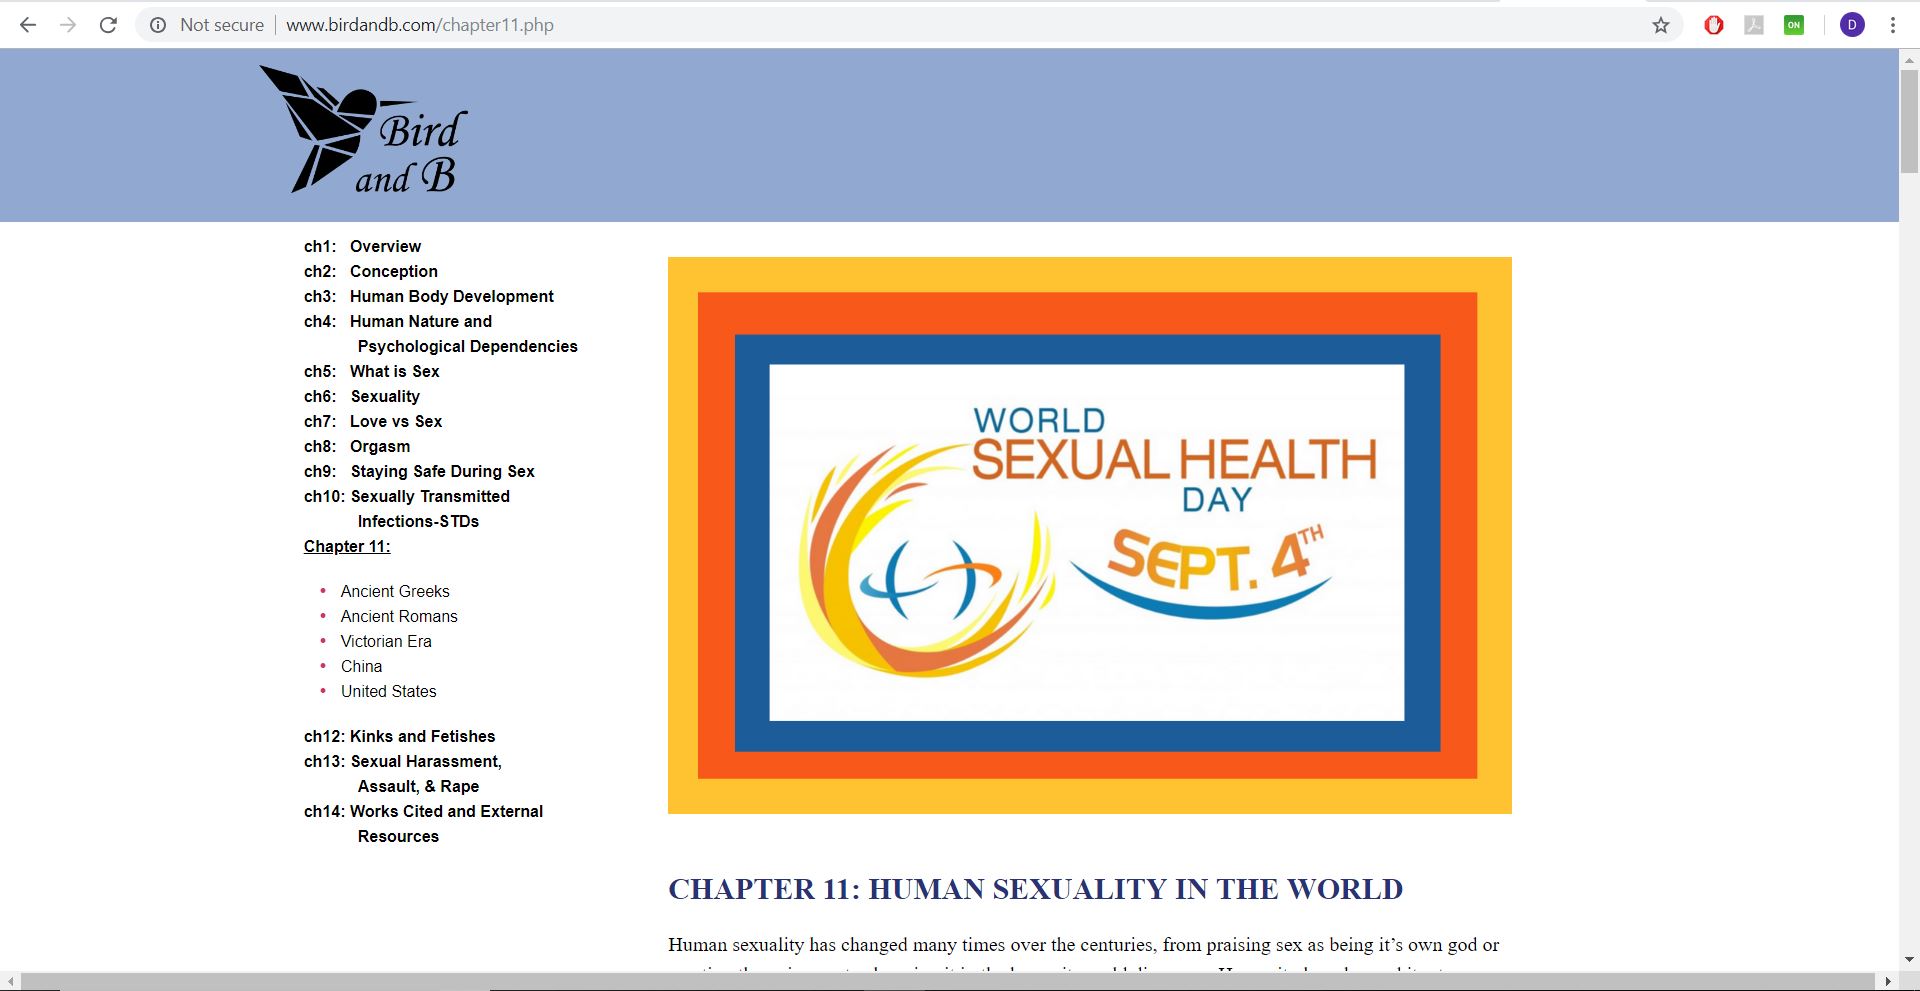 Not secure | www.birdandb.com/chapter11.php
ON
D
Bird
and B
ch1: Overview
ch2: Conception
ch3: Human Body Development
ch4: Human Nature and
Psychological Dependencies
ch5: What is Sex
ch6: Sexuality
ch7: Love vs Sex
ch8: Orgasm
ch9: Staying Safe During Sex
ch10: Sexually Transmitted
Infections-STDs
Chapter 11:
• Ancient Greeks
• Ancient Romans
• Victorian Era
• China
• United States
ch12: Kinks and Fetishes
ch13: Sexual Harassment,
Assault, & Rape
ch14: Works Cited and External
Resources
WORLD
SEXUAL HEALTH
DAY
SEPT. 4TH
CHAPTER 11: HUMAN SEXUALITY IN THE WORLD
Human sexuality has changed many times over the centuries, from praising sex as being it’s own god or